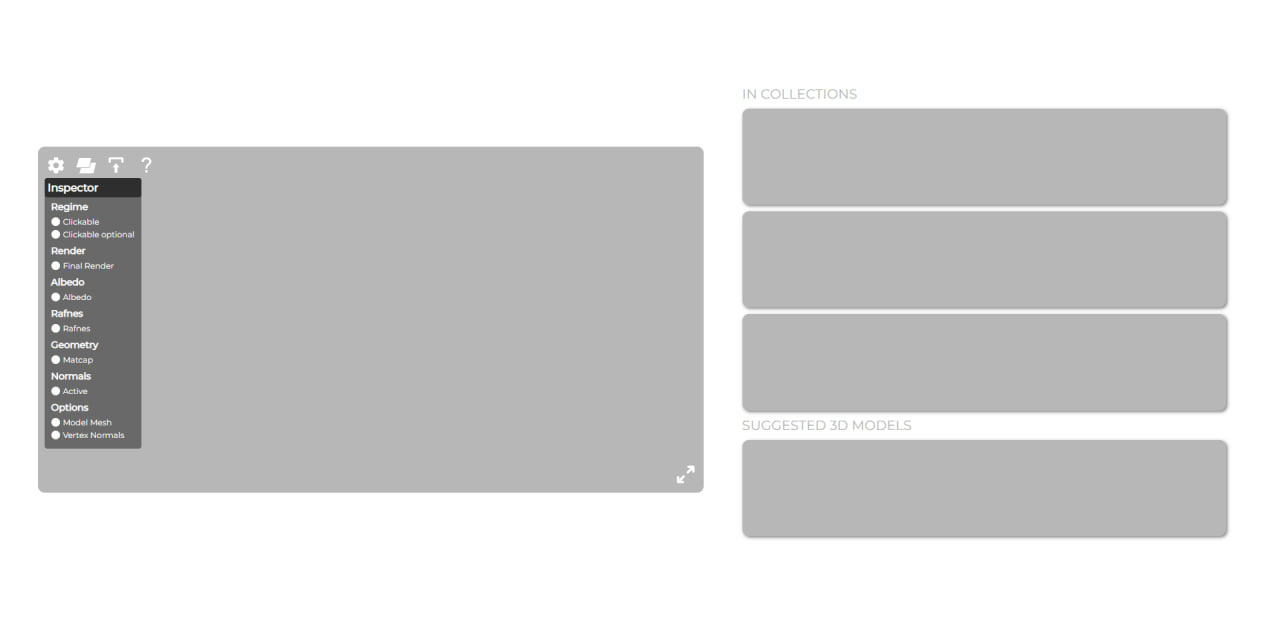 ?
Inspector
Regime
Clickable
Clickable optional
Render
Final Render
Albedo
Albedo
Rafnes
Rafnes
Geometry
Matcap
Normals
Active
Options
Model Mesh
Vertex Normals
IN COLLECTIONS
SUGGESTED 3D MODELS